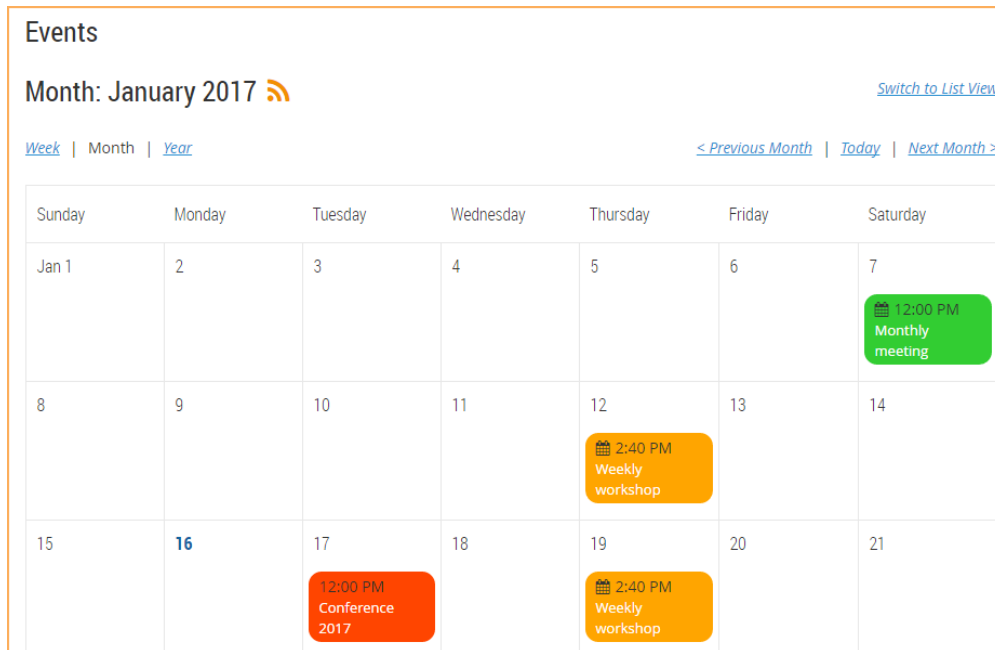 Events
Month: January 2017
Switch to List View
Week | Month | Year
< Previous Month | Today | Next Month >
Sunday Monday Tuesday Wednesday Thursday Friday Saturday
Jan 1 2 3 4 5 6 7
12:00 PM
Monthly
meeting
8 9 10 11 12 13 14
2:40 PM
Weekly
workshop
15 16 17 18 19 20 21
12:00 PM 2:40 PM
Conference Weekly
2017 workshop